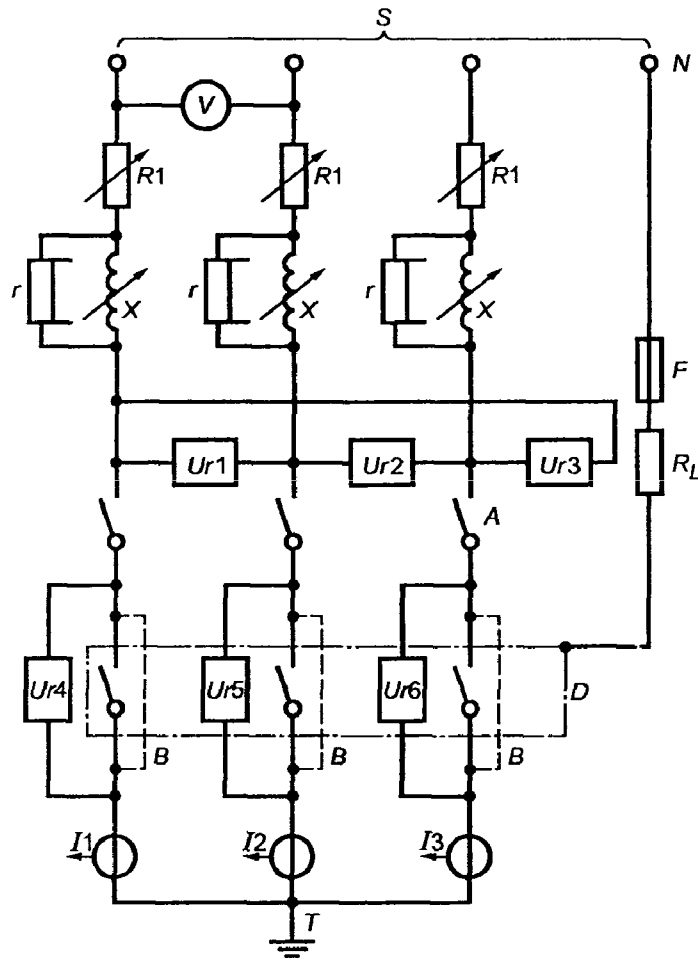 S
N
V
R1 R1 R1
r X r X r X
F
Ur1 Ur2 Ur3
R_L
A
Ur4 Ur5 Ur6 D
B B B
I1 I2 I3
T